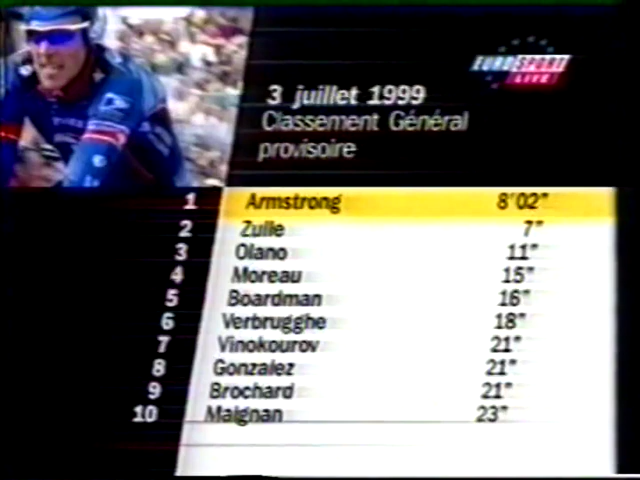 EUROSPORT
LIVE
3 juillet 1999
Classement Général
provisoire
1 Armstrong 8'02"
2 Zulle 7"
3 Olano 11"
4 Moreau 15"
5 Boardman 16"
6 Verbrugghe 18"
7 Vinokourov 21"
8 Gonzalez 21"
9 Brochard 21"
10 Maignan 23"